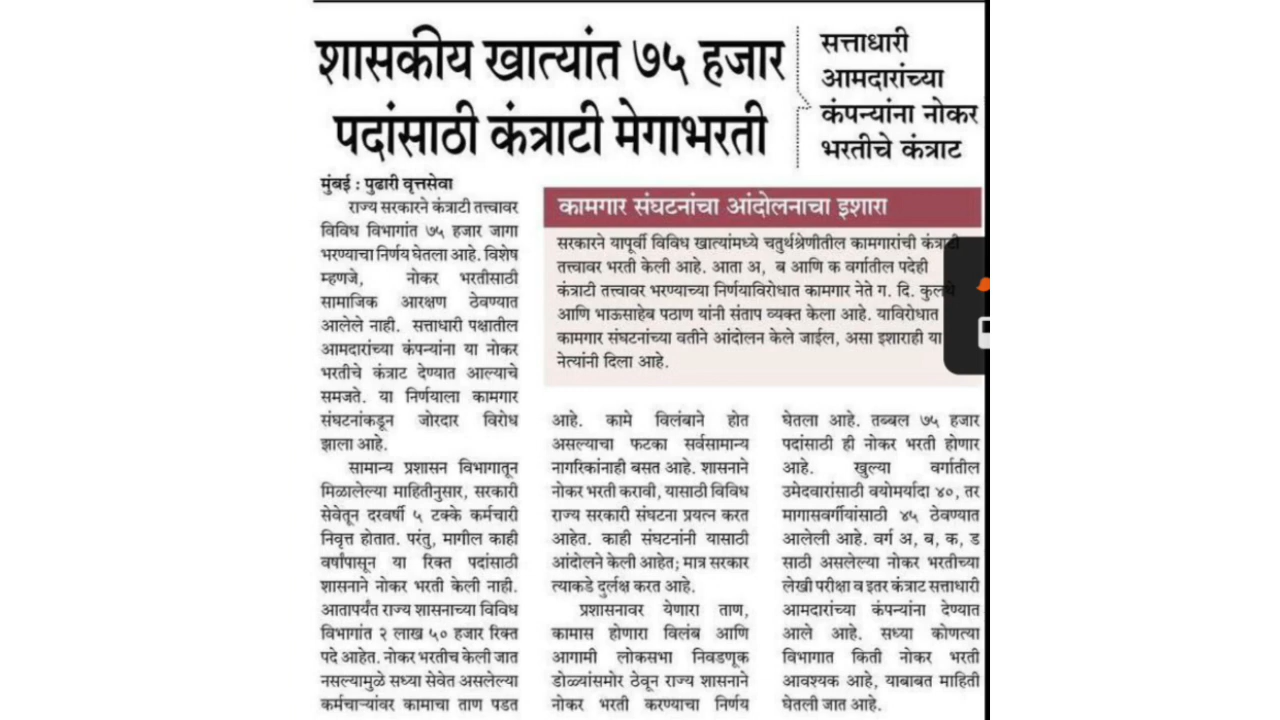 शासकीय खात्यांत ७५ हजार
पदांसाठी कंत्राटी मेगाभरती
सत्ताधारी
आमदारांच्या
कंपन्यांना नोकर
भरतीचे कंत्राट
मुंबई : पुढारी वृत्तसेवा
राज्य सरकारने कंत्राटी तत्त्वावर
विविध विभागांत ७५ हजार जागा
भरण्याचा निर्णय घेतला आहे. विशेष
म्हणजे, नोकर भरतीसाठी
सामाजिक आरक्षण ठेवण्यात
आलेले नाही. सत्ताधारी पक्षातील
आमदारांच्या कंपन्यांना या नोकर
भरतीचे कंत्राट देण्यात आल्याचे
समजते. या निर्णयाला कामगार
संघटनांकडून जोरदार विरोध
झाला आहे.
सामान्य प्रशासन विभागातून
मिळालेल्या माहितीनुसार, सरकारी
सेवेतून दरवर्षी ५ टक्के कर्मचारी
निवृत्त होतात. परंतु, मागील काही
वर्षांपासून या रिक्त पदांसाठी
शासनाने नोकर भरती केली नाही.
आतापर्यंत राज्य शासनाच्या विविध
विभागांत २ लाख ५० हजार रिक्त
पदे आहेत. नोकर भरतीच केली जात
नसल्यामुळे सध्या सेवेत असलेल्या
कर्मचाऱ्यांवर कामाचा ताण पडत
कामगार संघटनांचा आंदोलनाचा इशारा
सरकारने यापूर्वी विविध खात्यांमध्ये चतुर्थश्रेणीतील कामगारांची कंत्राटी
तत्त्वावर भरती केली आहे. आता अ, ब आणि क वर्गातील पदेही
कंत्राटी तत्त्वावर भरण्याच्या निर्णयाविरोधात कामगार नेते ग. दि. कुलथे
आणि भाऊसाहेब पठाण यांनी संताप व्यक्त केला आहे. याविरोधात
कामगार संघटनांच्या वतीने आंदोलन केले जाईल, असा इशाराही या
नेत्यांनी दिला आहे.
आहे. कामे विलंबाने होत
असल्याचा फटका सर्वसामान्य
नागरिकांनाही बसत आहे. शासनाने
नोकर भरती करावी, यासाठी विविध
राज्य सरकारी संघटना प्रयत्न करत
आहेत. काही संघटनांनी यासाठी
आंदोलने केली आहेत; मात्र सरकार
त्याकडे दुर्लक्ष करत आहे.
प्रशासनावर येणारा ताण,
कामास होणारा विलंब आणि
आगामी लोकसभा निवडणूक
डोळ्यांसमोर ठेवून राज्य शासनाने
नोकर भरती करण्याचा निर्णय
घेतला आहे. तब्बल ७५ हजार
पदांसाठी ही नोकर भरती होणार
आहे. खुल्या वर्गातील
उमेदवारांसाठी वयोमर्यादा ४०, तर
मागासवर्गीयांसाठी ४५ ठेवण्यात
आलेली आहे. वर्ग अ, ब, क, ड
साठी असलेल्या नोकर भरतीच्या
लेखी परीक्षा व इतर कंत्राट सत्ताधारी
आमदारांच्या कंपन्यांना देण्यात
आले आहे. सध्या कोणत्या
विभागात किती नोकर भरती
आवश्यक आहे, याबाबत माहिती
घेतली जात आहे.